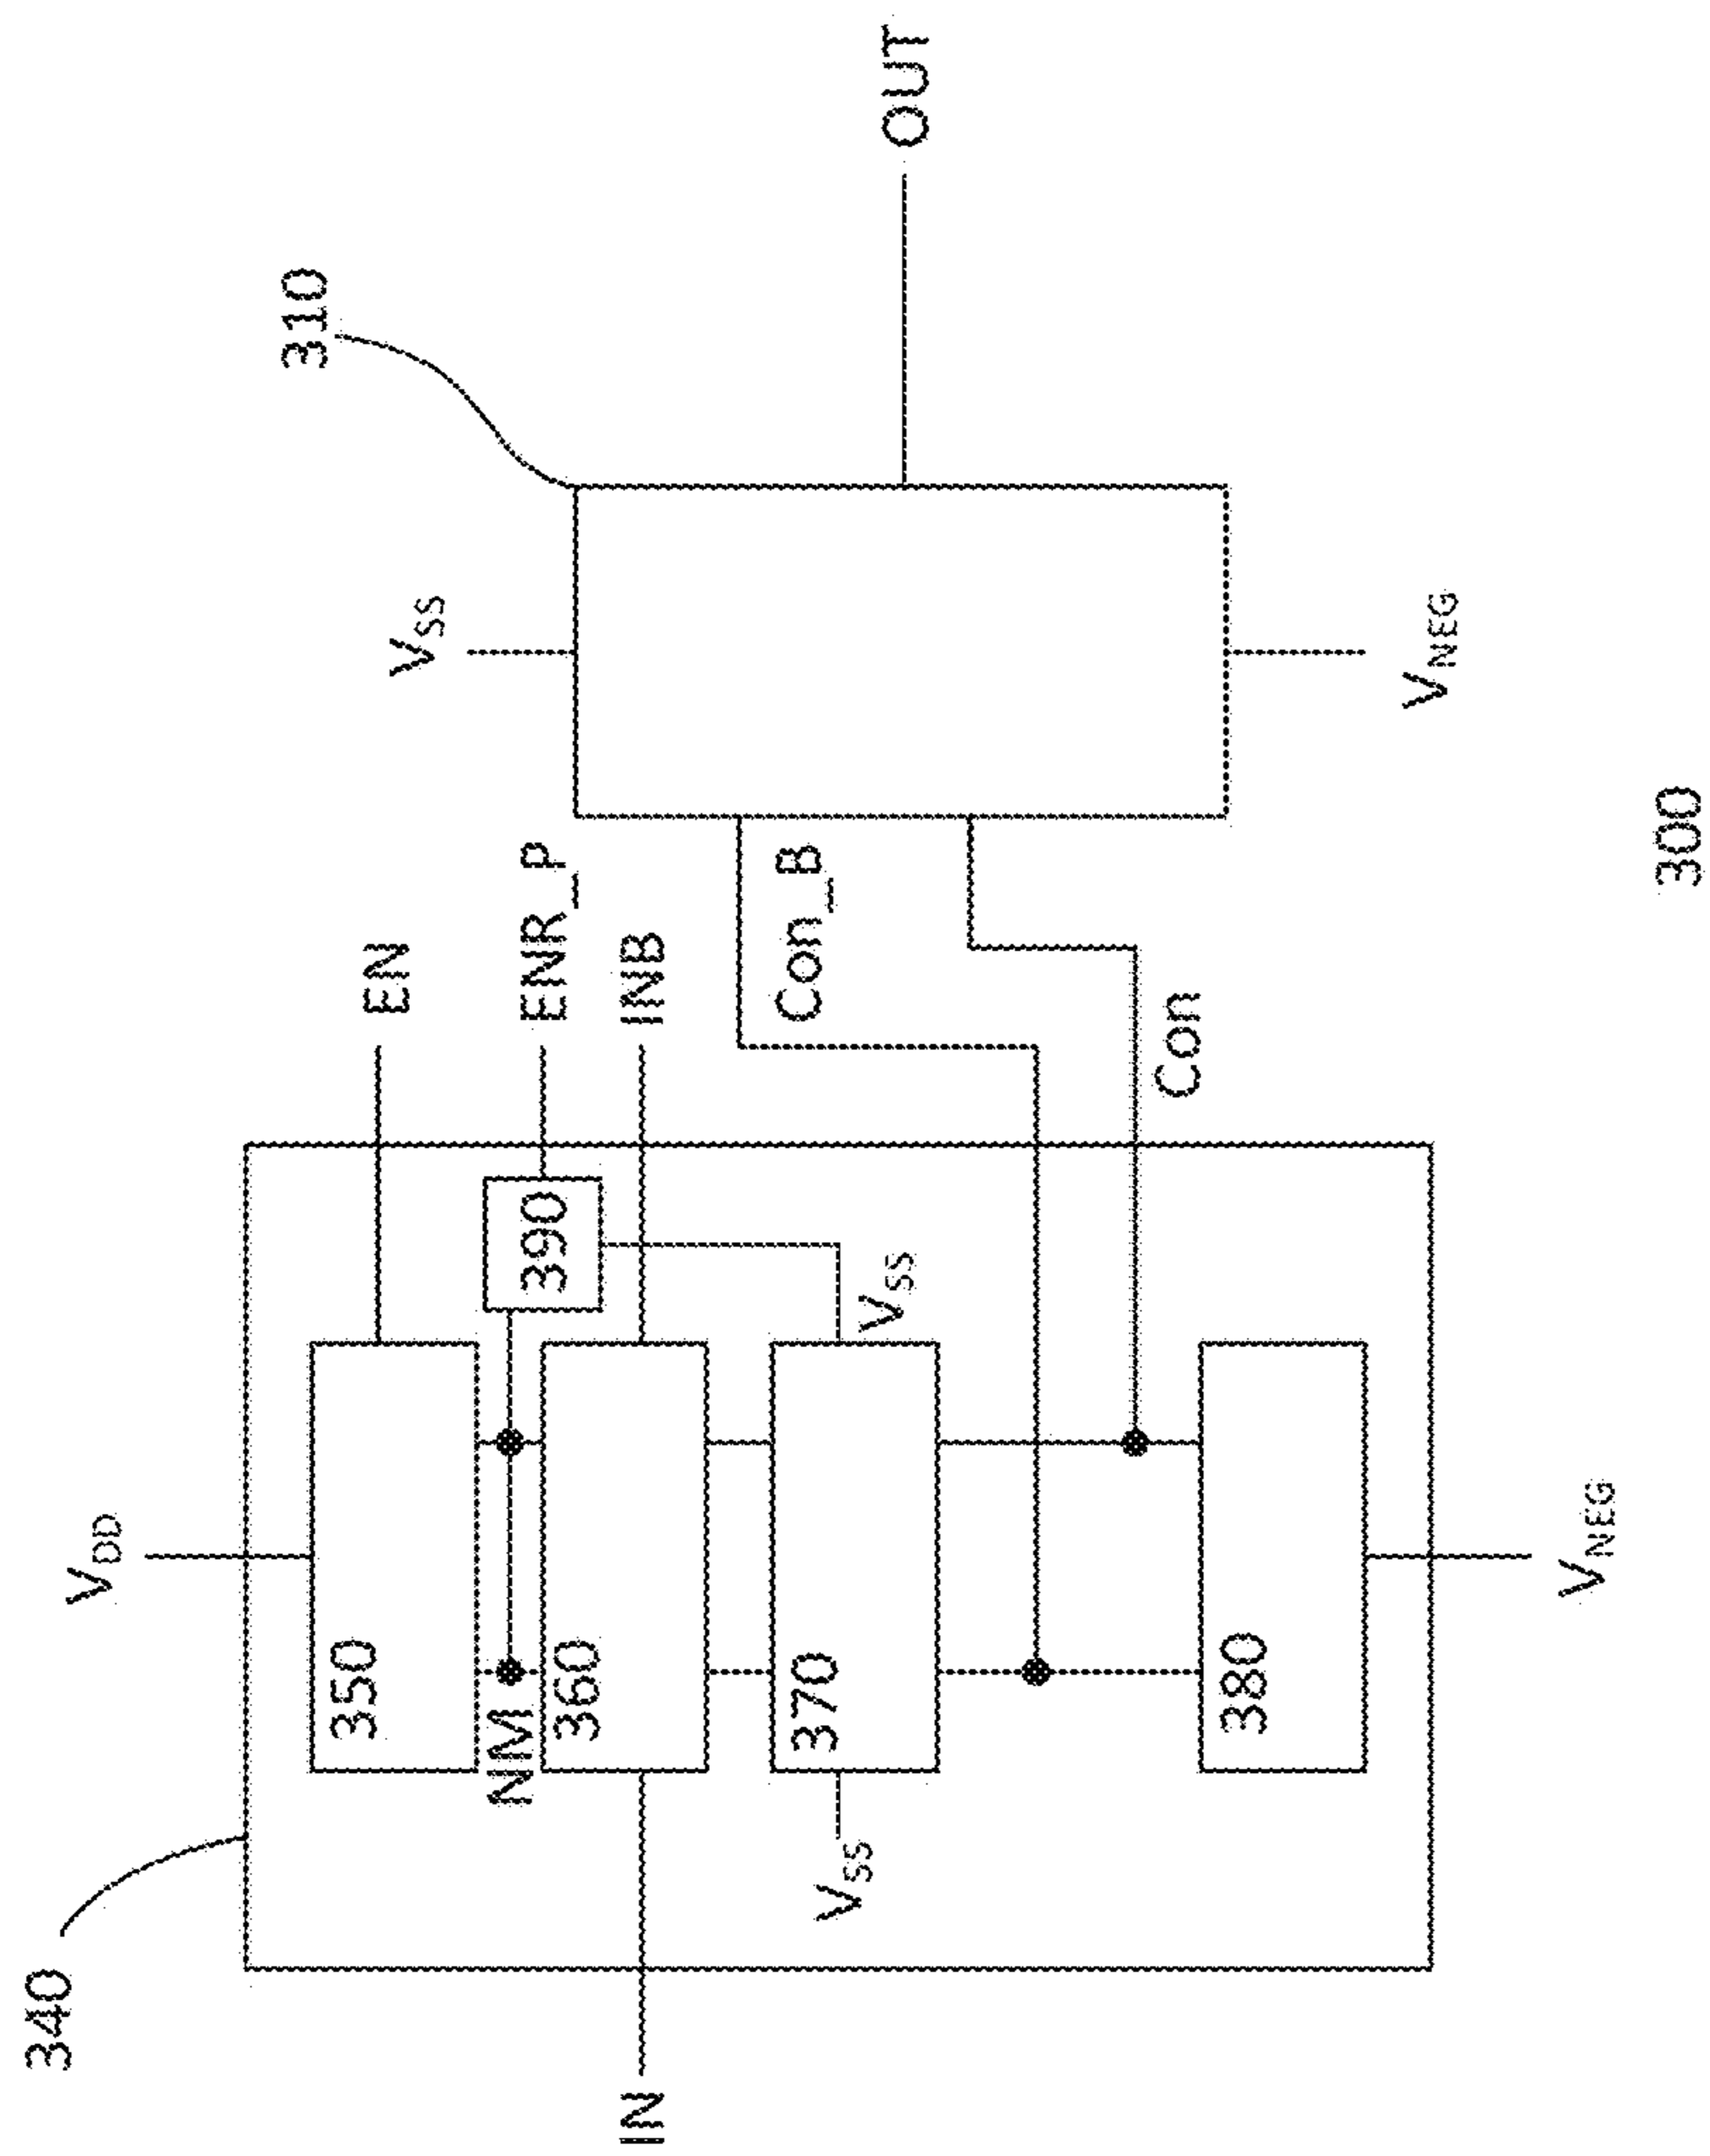 340
V_DD
310
V_SS
EN
350
NM
ENR_P
390
IN
360
INB
OUT
V_SS
370
V_SS
Con_B
Con
380
V_NEG
V_NEG
300